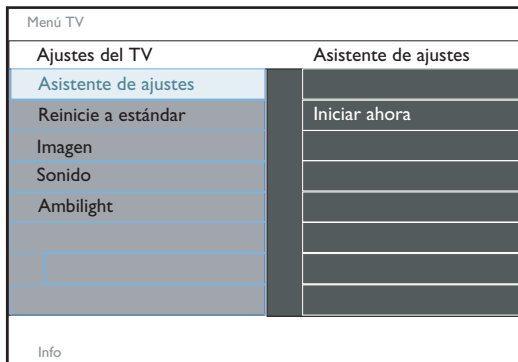 Menú TV
Ajustes del TV
Asistente de ajustes
Asistente de ajustes
Reinicie a estándar
Iniciar ahora
Imagen
Sonido
Ambilight
Info